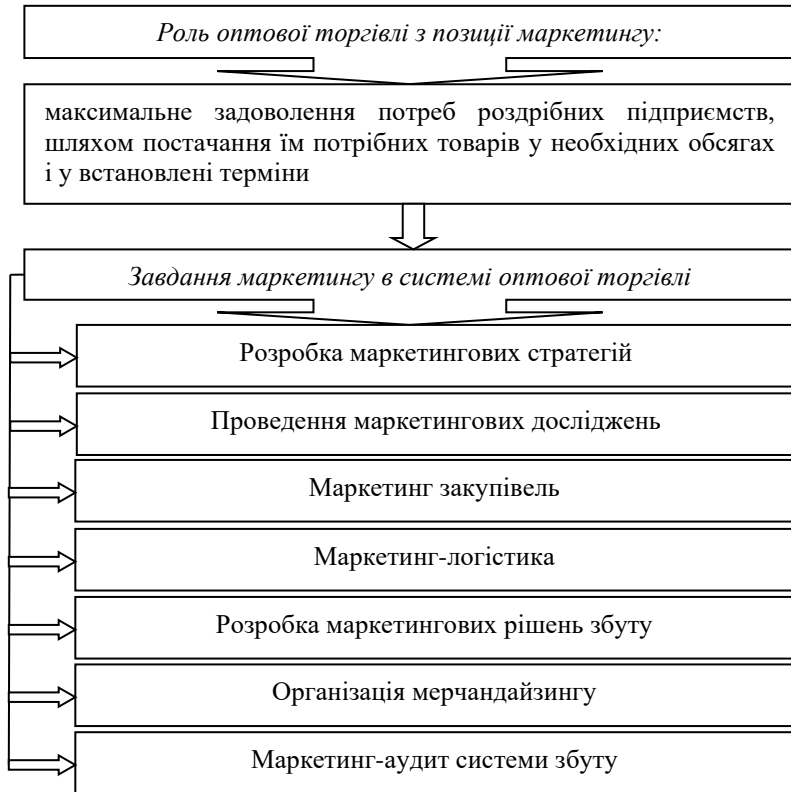 Роль оптової торгівлі з позиції маркетингу:
максимальне задоволення потреб роздрібних підприємств,
шляхом постачання їм потрібних товарів у необхідних обсягах
і у встановлені терміни
Завдання маркетингу в системі оптової торгівлі
Розробка маркетингових стратегій
Проведення маркетингових досліджень
Маркетинг закупівель
Маркетинг-логістика
Розробка маркетингових рішень збуту
Організація мерчандайзингу
Маркетинг-аудит системи збуту